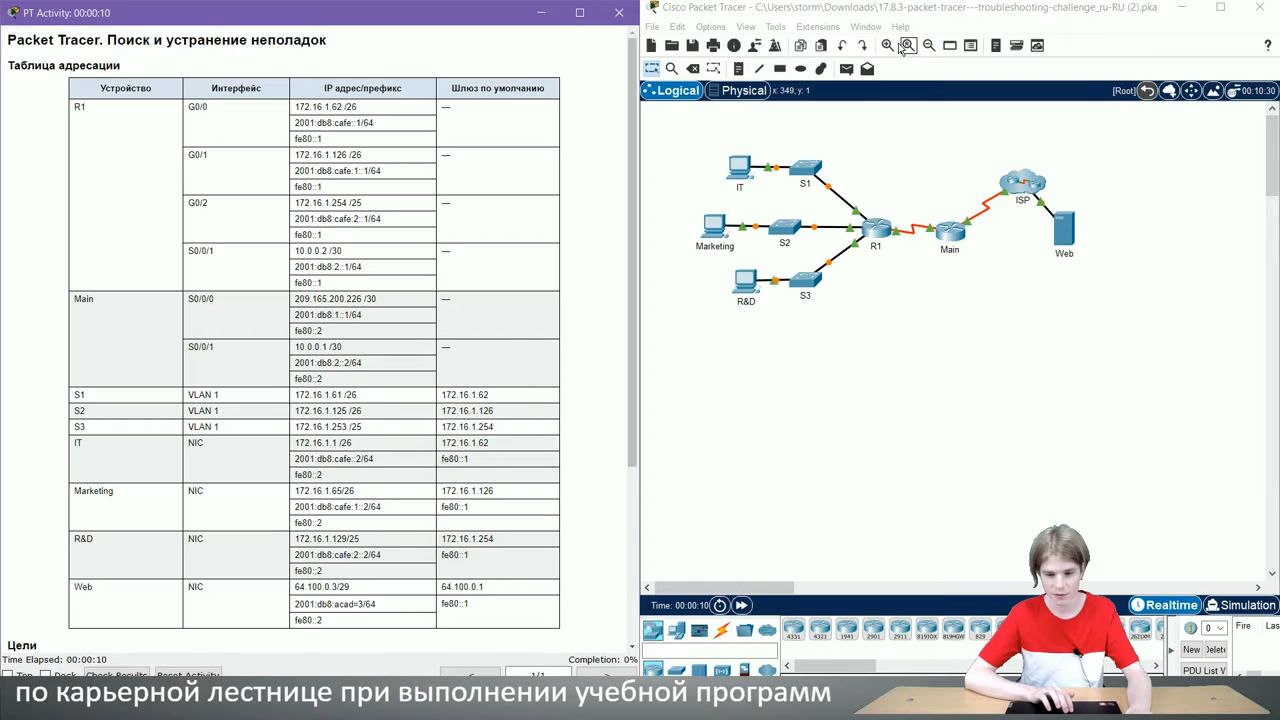 PT Activity: 00:00:10
Cisco Packet Tracer - C:\Users\storm\Downloads\17.8.3-packet-tracer---troubleshooting-challenge_ru-RU (2).pka
File Edit Options View Tools Extensions Window Help
Packet Tracer. Поиск и устранение неполадок
Таблица адресации
Устройство Интерфейс IP адрес/префикс Шлюз по умолчанию
R1 G0/0 172.16.1.62 /26 —
2001:db8:cafe::1/64
fe80::1
G0/1 172.16.1.126 /26 —
2001:db8:cafe:1::1/64
fe80::1
G0/2 172.16.1.254 /25 —
2001:db8:cafe:2::1/64
fe80::1
S0/0/1 10.0.0.2 /30 —
2001:db8:2::1/64
fe80::1
Main S0/0/0 209.165.200.226 /30 —
2001:db8:1::1/64
fe80::2
S0/0/1 10.0.0.1 /30 —
2001:db8:2::2/64
fe80::2
S1 VLAN 1 172.16.1.61 /26 172.16.1.62
S2 VLAN 1 172.16.1.125 /26 172.16.1.126
S3 VLAN 1 172.16.1.253 /25 172.16.1.254
IT NIC 172.16.1.1 /26 172.16.1.62
2001:db8:cafe::2/64 fe80::1
fe80::2
Marketing NIC 172.16.1.65/26 172.16.1.126
2001:db8:cafe:1::2/64 fe80::1
fe80::2
R&D NIC 172.16.1.129/25 172.16.1.254
2001:db8:cafe:2::2/64 fe80::1
fe80::2
Web NIC 64.100.0.3/29 64.100.0.1
2001:db8:acad=3/64 fe80::1
fe80::2
Цели
Time Elapsed: 00:00:10 Completion: 0%
Top Dock Check Results Reset Activity < 1/1 >
Logical Physical x: 349, y: 1 [Root] 00:10:30
IT
S1
Marketing
S2
R&D
S3
R1
Main
ISP
Web
Time: 00:00:10 Realtime Simulation
4331 4321 1941 2901 2911 819IOX 819HGW 829
0 Fire Last
New
PDU List W
по карьерной лестнице при выполнении учебной программ